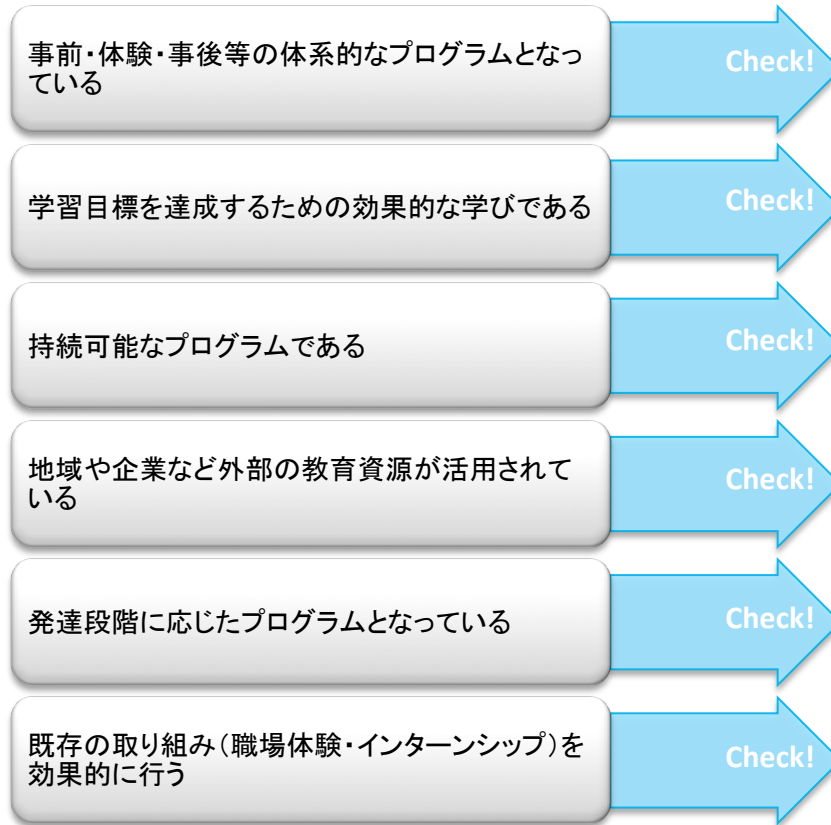 事前・体験・事後等の体系的なプログラムとなっ
ている
Check!
学習目標を達成するための効果的な学びである
Check!
持続可能なプログラムである
Check!
地域や企業など外部の教育資源が活用されて
いる
Check!
発達段階に応じたプログラムとなっている
Check!
既存の取り組み（職場体験・インターンシップ）を
効果的に行う
Check!